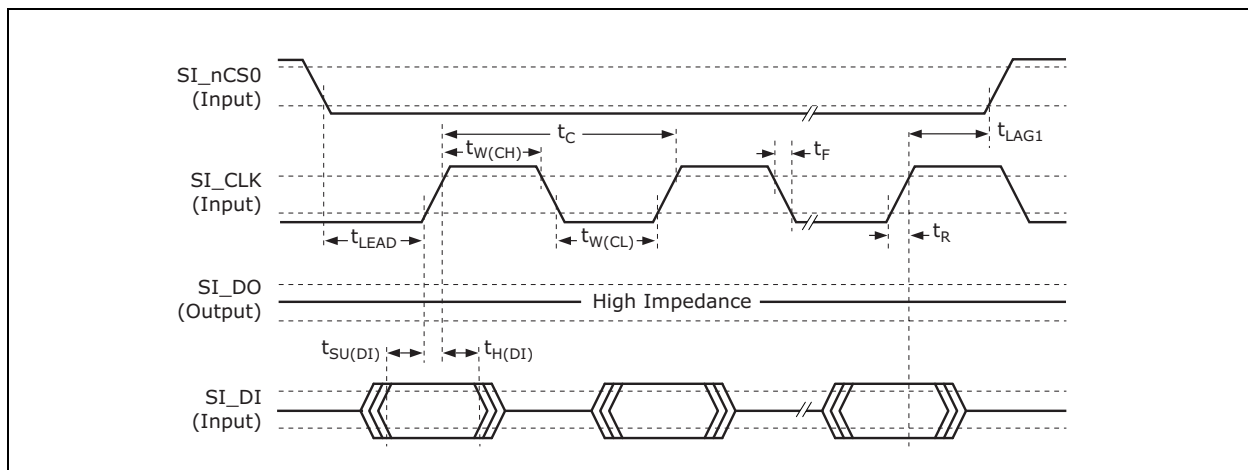 SI_nCS0
(Input)
tC
tW(CH)
tF
tLAG1
SI_CLK
(Input)
tLEAD
tW(CL)
tR
SI_DO
(Output)
High Impedance
tSU(DI)
tH(DI)
SI_DI
(Input)